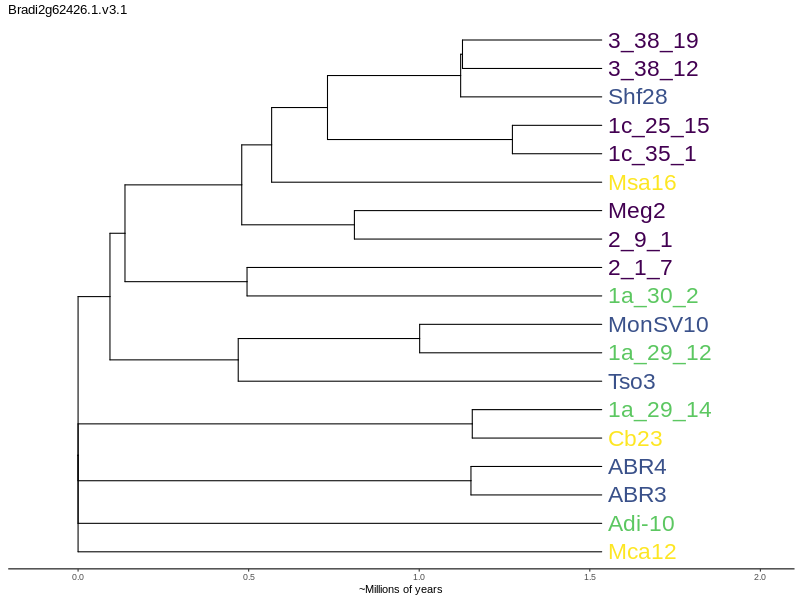 Bradi2g62426.1.v3.1
3_38_19
3_38_12
Shf28
1c_25_15
1c_35_1
Msa16
Meg2
2_9_1
2_1_7
1a_30_2
MonSV10
1a_29_12
Tso3
1a_29_14
Cb23
ABR4
ABR3
Adi-10
Mca12
0.0 0.5 1.0 1.5 2.0
~Millions of years